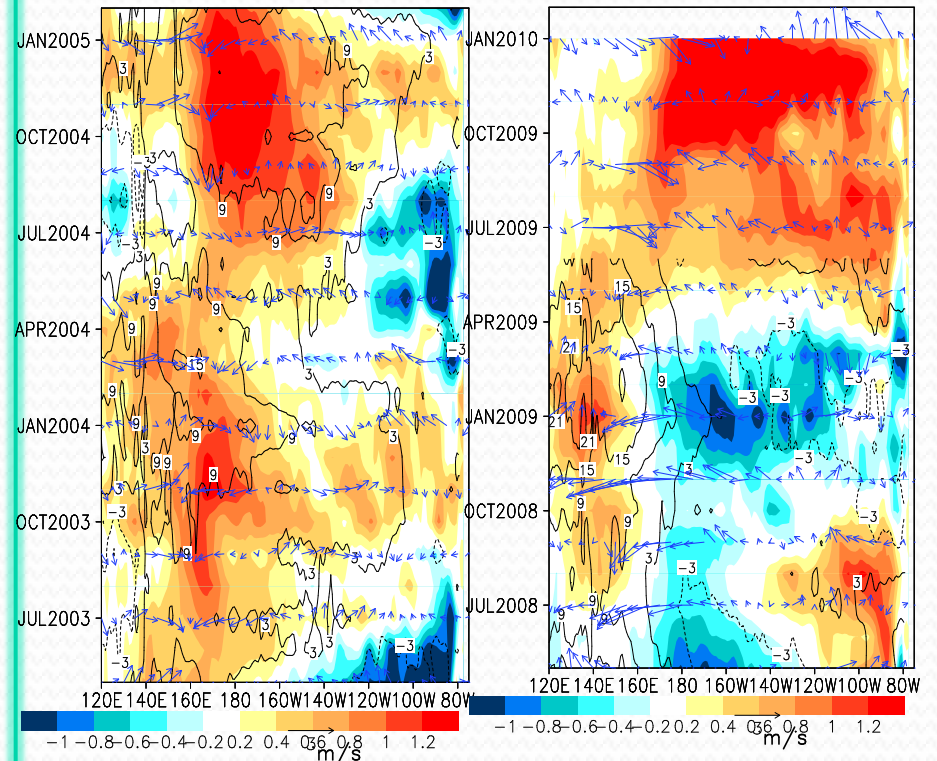 JAN2005
OCT2004
JUL2004
APR2004
JAN2004
OCT2003
JUL2003
120E 140E 160E 180 160W 140W 120W 100W 80W
−1 −0.8 −0.6 −0.4 −0.2 0.2 0.4 0.6 0.8 1 1.2
3
m/s
JAN2010
OCT2009
JUL2009
APR2009
JAN2009
OCT2008
JUL2008
120E 140E 160E 180 160W 140W 120W 100W 80W
−1 −0.8 −0.6 −0.4 −0.2 0.2 0.4 0.6 0.8 1 1.2
3
m/s